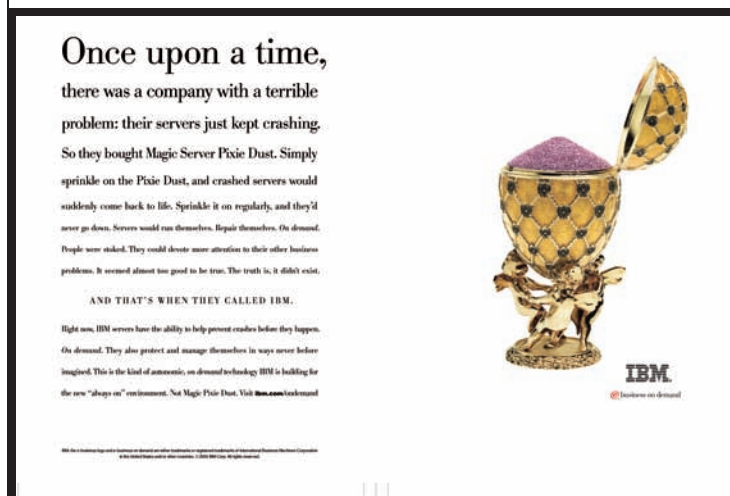 Once upon a time,
there was a company with a terrible
problem: their servers just kept crashing.
So they bought Magic Server Pixie Dust. Simply
sprinkle on the Pixie Dust, and crashed servers would
suddenly come back to life. Sprinkle it on regularly, and they'd
never go down. Servers would run themselves. Repair themselves. On demand.
People were stoked. They could devote more attention to their other business
problems. It seemed almost too good to be true. The truth is, it didn't exist.
AND THAT'S WHEN THEY CALLED IBM.
Right now, IBM servers have the ability to help prevent crashes before they happen.
On demand. They also protect and manage themselves in ways never before
imagined. This is the kind of autonomic, on demand technology IBM is building for
the new "always on" environment. Not Magic Pixie Dust. Visit ibm.com/ondemand
IBM.
e business on demand